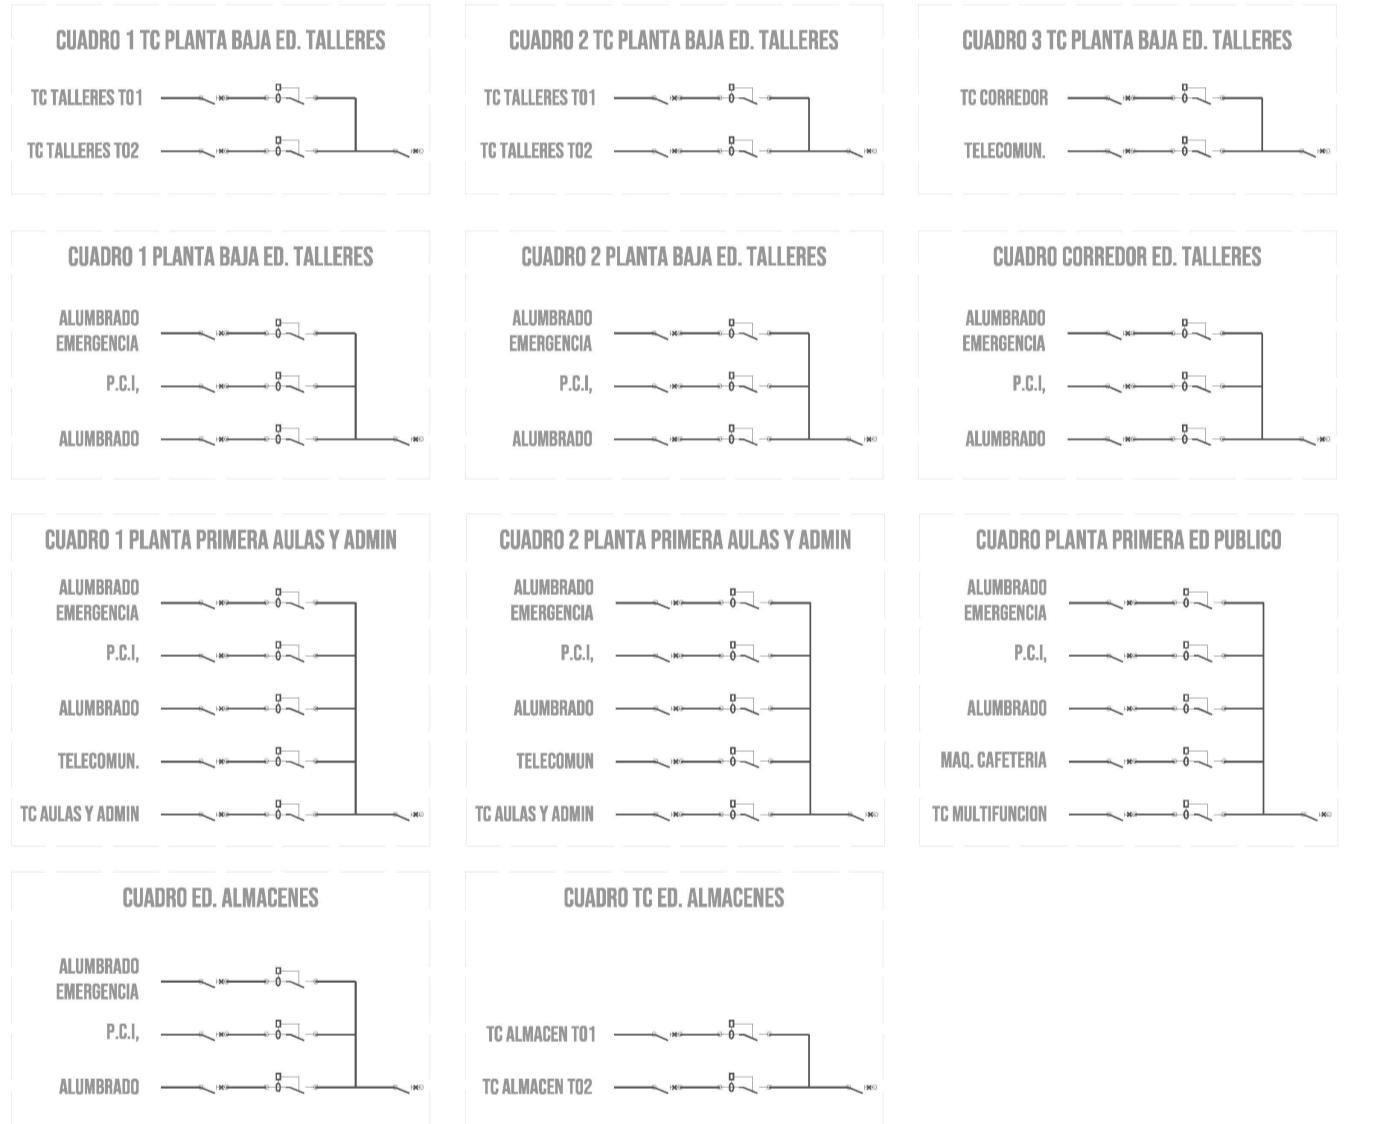 CUADRO 1 TC PLANTA BAJA ED. TALLERES
TC TALLERES T01
TC TALLERES T02
CUADRO 2 TC PLANTA BAJA ED. TALLERES
TC TALLERES T01
TC TALLERES T02
CUADRO 3 TC PLANTA BAJA ED. TALLERES
TC CORREDOR
TELECOMUN.
CUADRO 1 PLANTA BAJA ED. TALLERES
ALUMBRADO
EMERGENCIA
P.C.I,
ALUMBRADO
CUADRO 2 PLANTA BAJA ED. TALLERES
ALUMBRADO
EMERGENCIA
P.C.I,
ALUMBRADO
CUADRO CORREDOR ED. TALLERES
ALUMBRADO
EMERGENCIA
P.C.I,
ALUMBRADO
CUADRO 1 PLANTA PRIMERA AULAS Y ADMIN
ALUMBRADO
EMERGENCIA
P.C.I,
ALUMBRADO
TELECOMUN.
TC AULAS Y ADMIN
CUADRO 2 PLANTA PRIMERA AULAS Y ADMIN
ALUMBRADO
EMERGENCIA
P.C.I,
ALUMBRADO
TELECOMUN
TC AULAS Y ADMIN
CUADRO PLANTA PRIMERA ED PUBLICO
ALUMBRADO
EMERGENCIA
P.C.I,
ALUMBRADO
MAQ. CAFETERIA
TC MULTIFUNCION
CUADRO ED. ALMACENES
ALUMBRADO
EMERGENCIA
P.C.I,
ALUMBRADO
CUADRO TC ED. ALMACENES
TC ALMACEN T01
TC ALMACEN T02